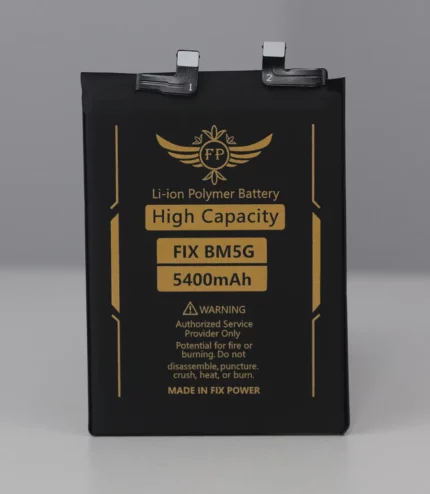 1
2
FP
Li-ion Polymer Battery
High Capacity
FIX BM5G
5400mAh
WARNING
Authorized Service
Provider Only
Potential for fire or
burning. Do not
disassemble, puncture.
crush, heat, or burn.
MADE IN FIX POWER